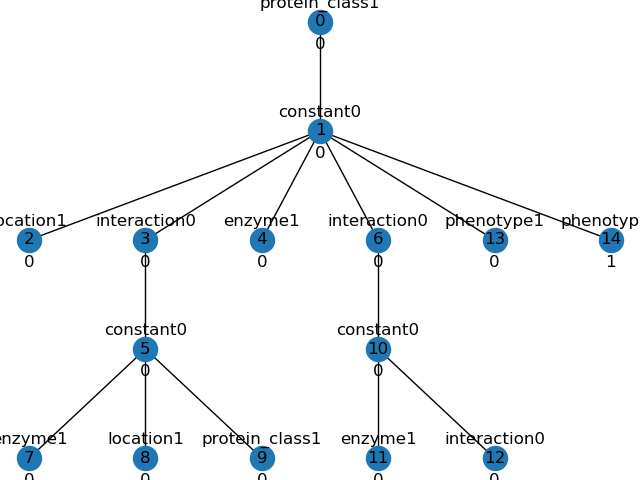 protein_class1
0
0
constant0
1
0
ocation1 interaction0 enzyme1 interaction0 phenotype1 phenotyp
2 3 4 6 13 14
0 0 0 0 0 1
constant0 constant0
5 10
0 0
enzyme1 location1 protein_class1 enzyme1 interaction0
7 8 9 11 12
0 0 0 0 0